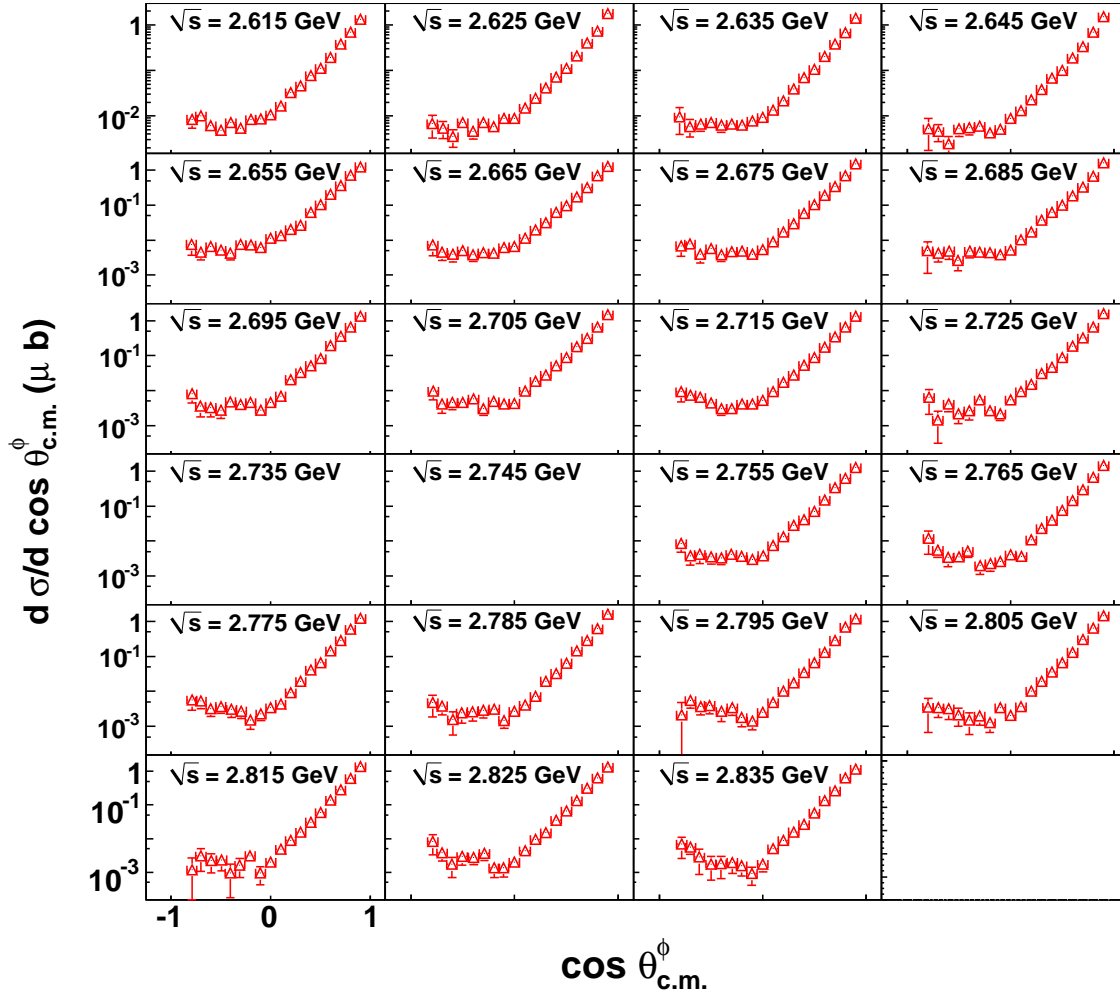 √s = 2.615 GeV √s = 2.625 GeV √s = 2.635 GeV √s = 2.645 GeV
1
10⁻²
√s = 2.655 GeV √s = 2.665 GeV √s = 2.675 GeV √s = 2.685 GeV
1
10⁻¹
10⁻³
√s = 2.695 GeV √s = 2.705 GeV √s = 2.715 GeV √s = 2.725 GeV
1
10⁻¹
10⁻³
√s = 2.735 GeV √s = 2.745 GeV √s = 2.755 GeV √s = 2.765 GeV
1
10⁻¹
10⁻³
√s = 2.775 GeV √s = 2.785 GeV √s = 2.795 GeV √s = 2.805 GeV
1
10⁻¹
10⁻³
√s = 2.815 GeV √s = 2.825 GeV √s = 2.835 GeV
1
10⁻¹
10⁻³
-1 0 1
d σ/d cos θ^ϕ_c.m. (μ b)
cos θ^ϕ_c.m.